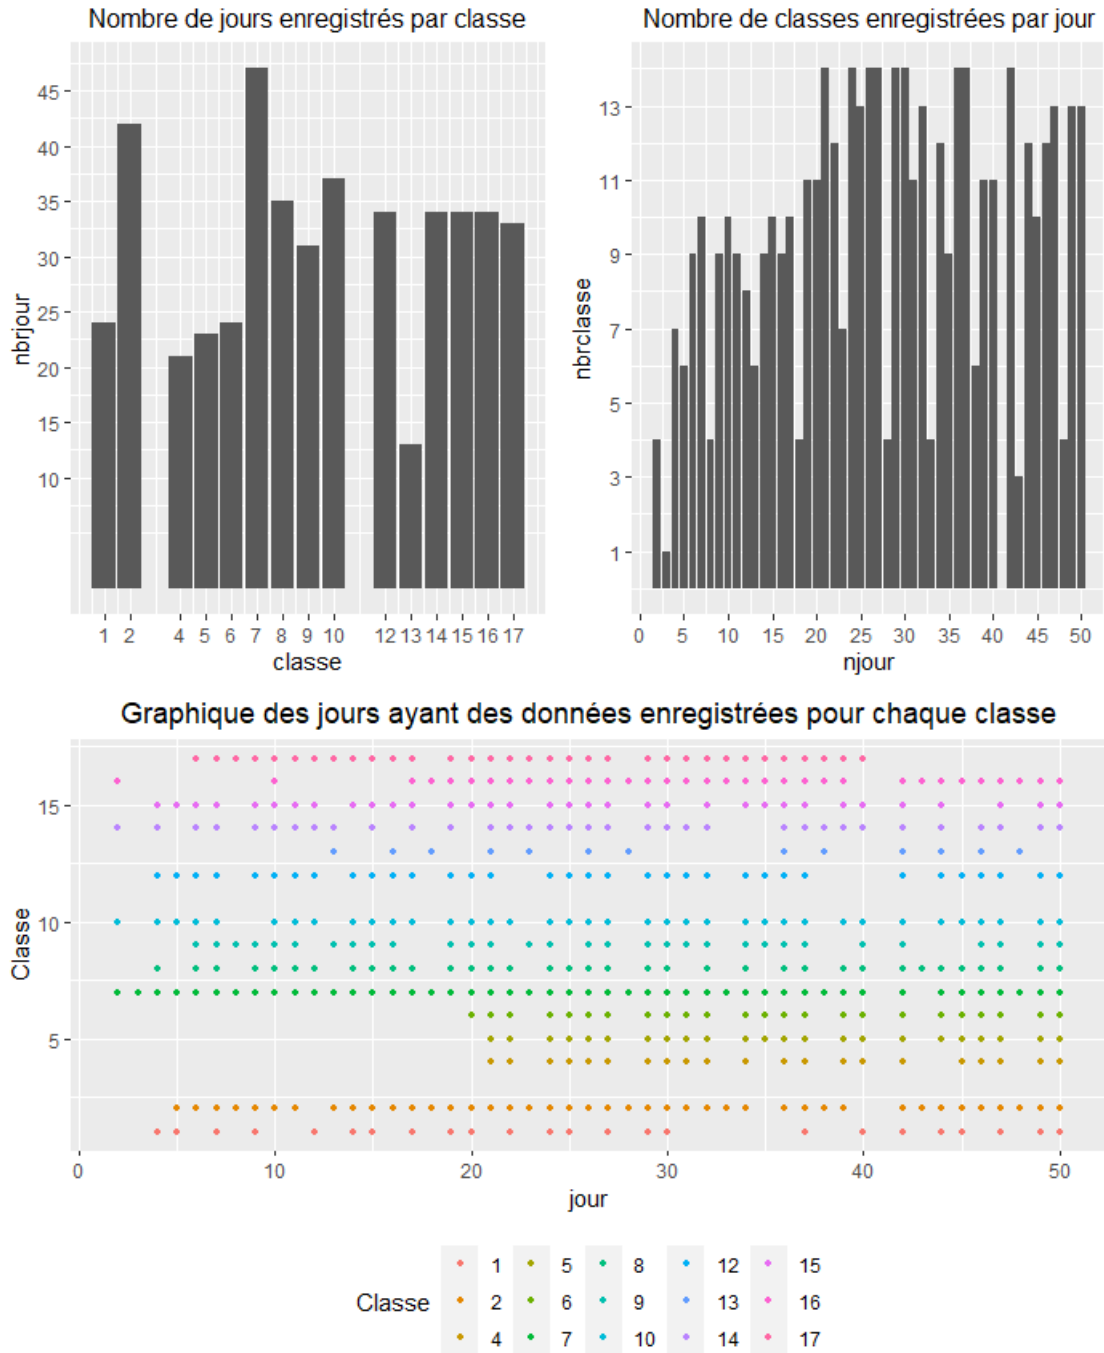 Nombre de jours enregistrés par classe
nbrjour
45
40
35
30
25
20
15
10
1 2 4 5 6 7 8 9 10 12 13 14 15 16 17
classe
Nombre de classes enregistrées par jour
nbrclasse
13
11
9
7
5
3
1
0 5 10 15 20 25 30 35 40 45 50
njour
Graphique des jours ayant des données enregistrées pour chaque classe
Classe
15
10
5
0 10 20 30 40 50
jour
Classe
1 5 8 12 15
2 6 9 13 16
4 7 10 14 17